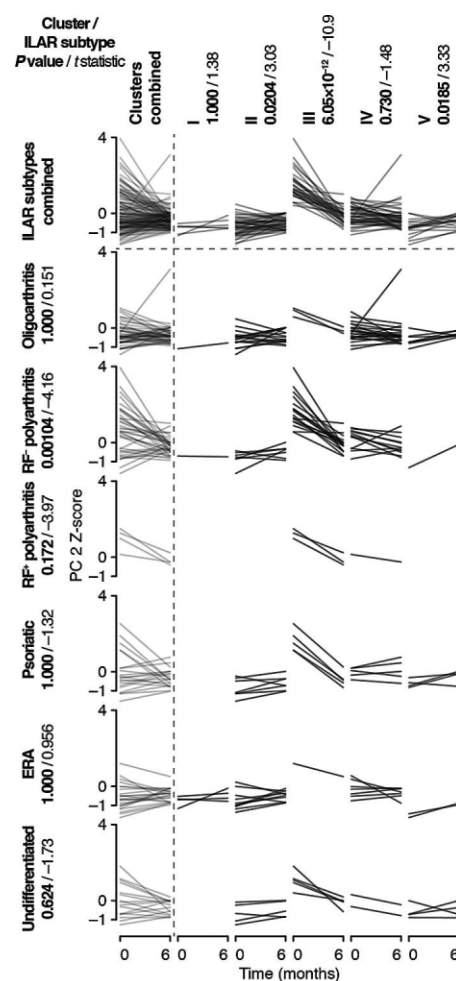 Cluster /
ILAR subtype
P value / t statistic
Clusters
combined
I
1.000 / 1.38
II
0.0204 / 3.03
III
6.05×10⁻¹² / −10.9
IV
0.730 / −1.48
V
0.0185 / 3.33
ILAR subtypes
combined
4
0
−1
Oligoarthritis
1.000 / 0.151
4
0
−1
RF⁻ polyarthritis
0.00104 / −4.16
4
0
−1
RF⁺ polyarthritis
0.172 / −3.97
PC 2 Z-score
4
0
−1
Psoriatic
1.000 / −1.32
4
0
−1
ERA
1.000 / 0.956
4
0
−1
Undifferentiated
0.624 / −1.73
4
0
−1
0 6 0 6 0 6 0 6 0 6 0 6
Time (months)